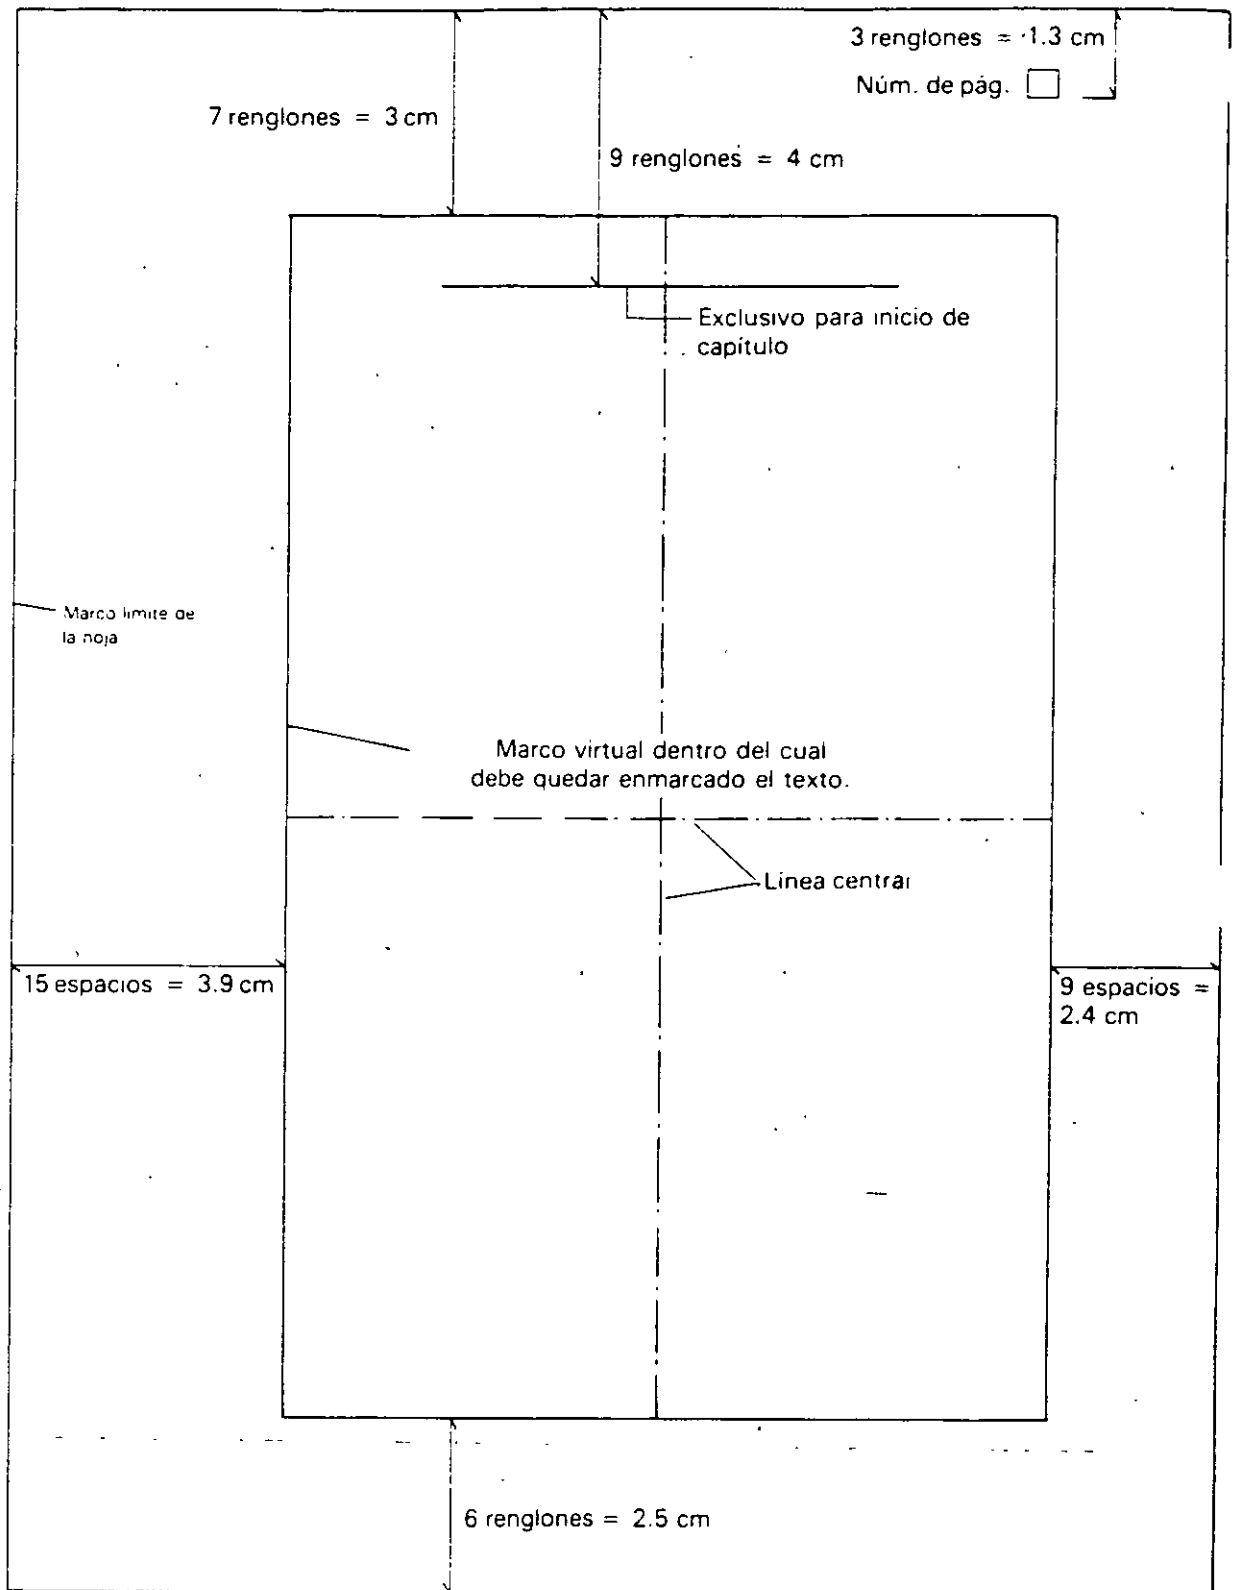 3 renglones = 1.3 cm
Núm. de pág.
7 renglones = 3 cm
9 renglones = 4 cm
Exclusivo para inicio de
capítulo
Marco limite de
la hoja
Marco virtual dentro del cual
debe quedar enmarcado el texto.
Línea central
15 espacios = 3.9 cm
9 espacios =
2.4 cm
6 renglones = 2.5 cm